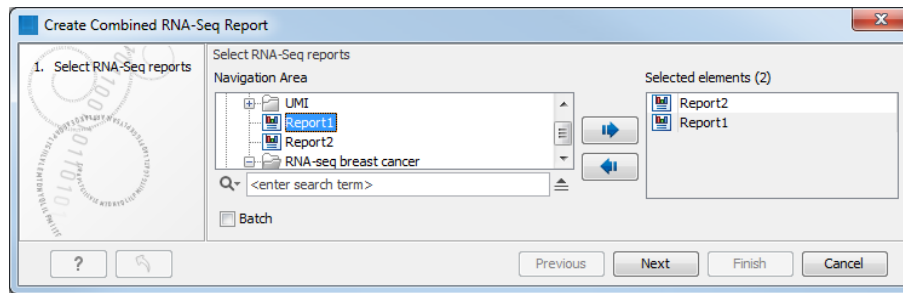 Create Combined RNA-Seq Report
1. Select RNA-Seq reports
Select RNA-Seq reports
Navigation Area
UMI
Report1
Report2
RNA-seq breast cancer
<enter search term>
Batch
Selected elements (2)
Report2
Report1
?
Previous
Next
Finish
Cancel